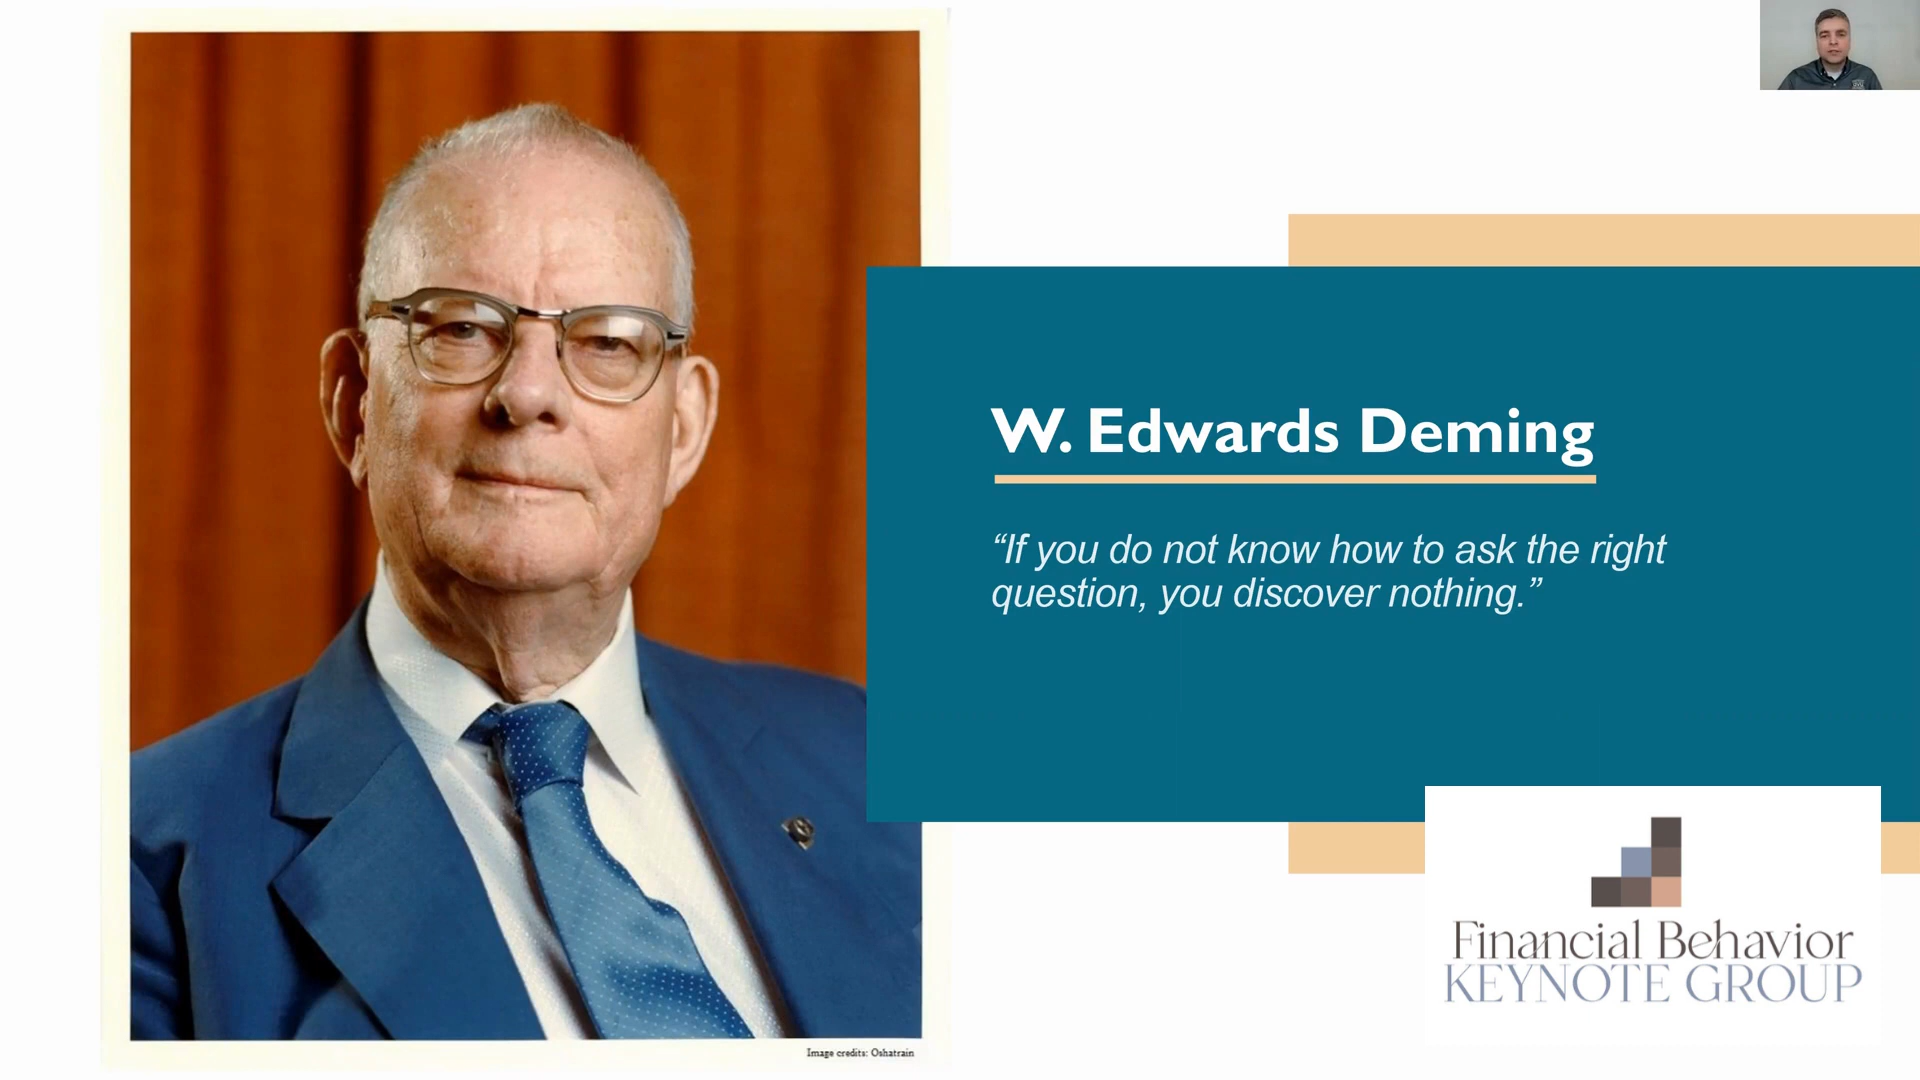 W. Edwards Deming
“If you do not know how to ask the right
question, you discover nothing.”
Financial Behavior
KEYNOTE GROUP
Image credits: Oshatrain